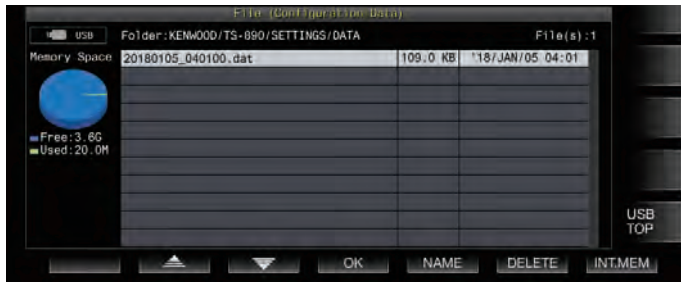 File (Configuration Data)
USB
Folder:KENWOOD/TS-890/SETTINGS/DATA
File(s):1
Memory Space
20180105_040100.dat
109.0 KB
'18/JAN/05 04:01
Free:3.6G
Used:20.0M
USB
TOP
OK
NAME
DELETE
INT.MEM